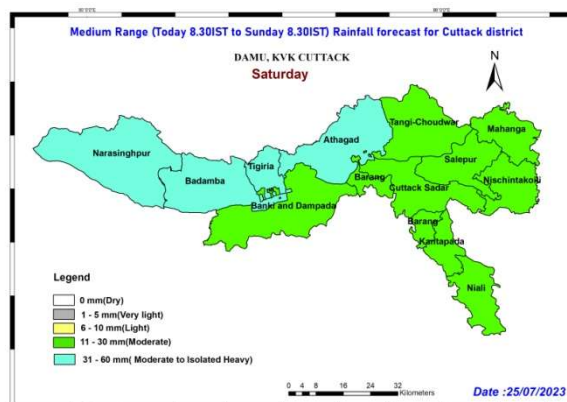 Medium Range (Today 8.30IST to Sunday 8.30IST) Rainfall forecast for Cuttack district
DAMU, KVK CUTTACK
Saturday
N
Tangi-Choudwar
Mahanga
Athagad
Narasinghpur
Tigiria
Salepur
Badamba
Barang
Nischintakoili
Cuttack Sadar
Banki and Dampada
Barang
Kantapada
Niali
Legend
0 mm(Dry)
1 - 5 mm(Very light)
6 - 10 mm(Light)
11 - 30 mm(Moderate)
31 - 60 mm( Moderate to Isolated Heavy)
0 4 8 16 24 32
Kilometers
Date :25/07/2023